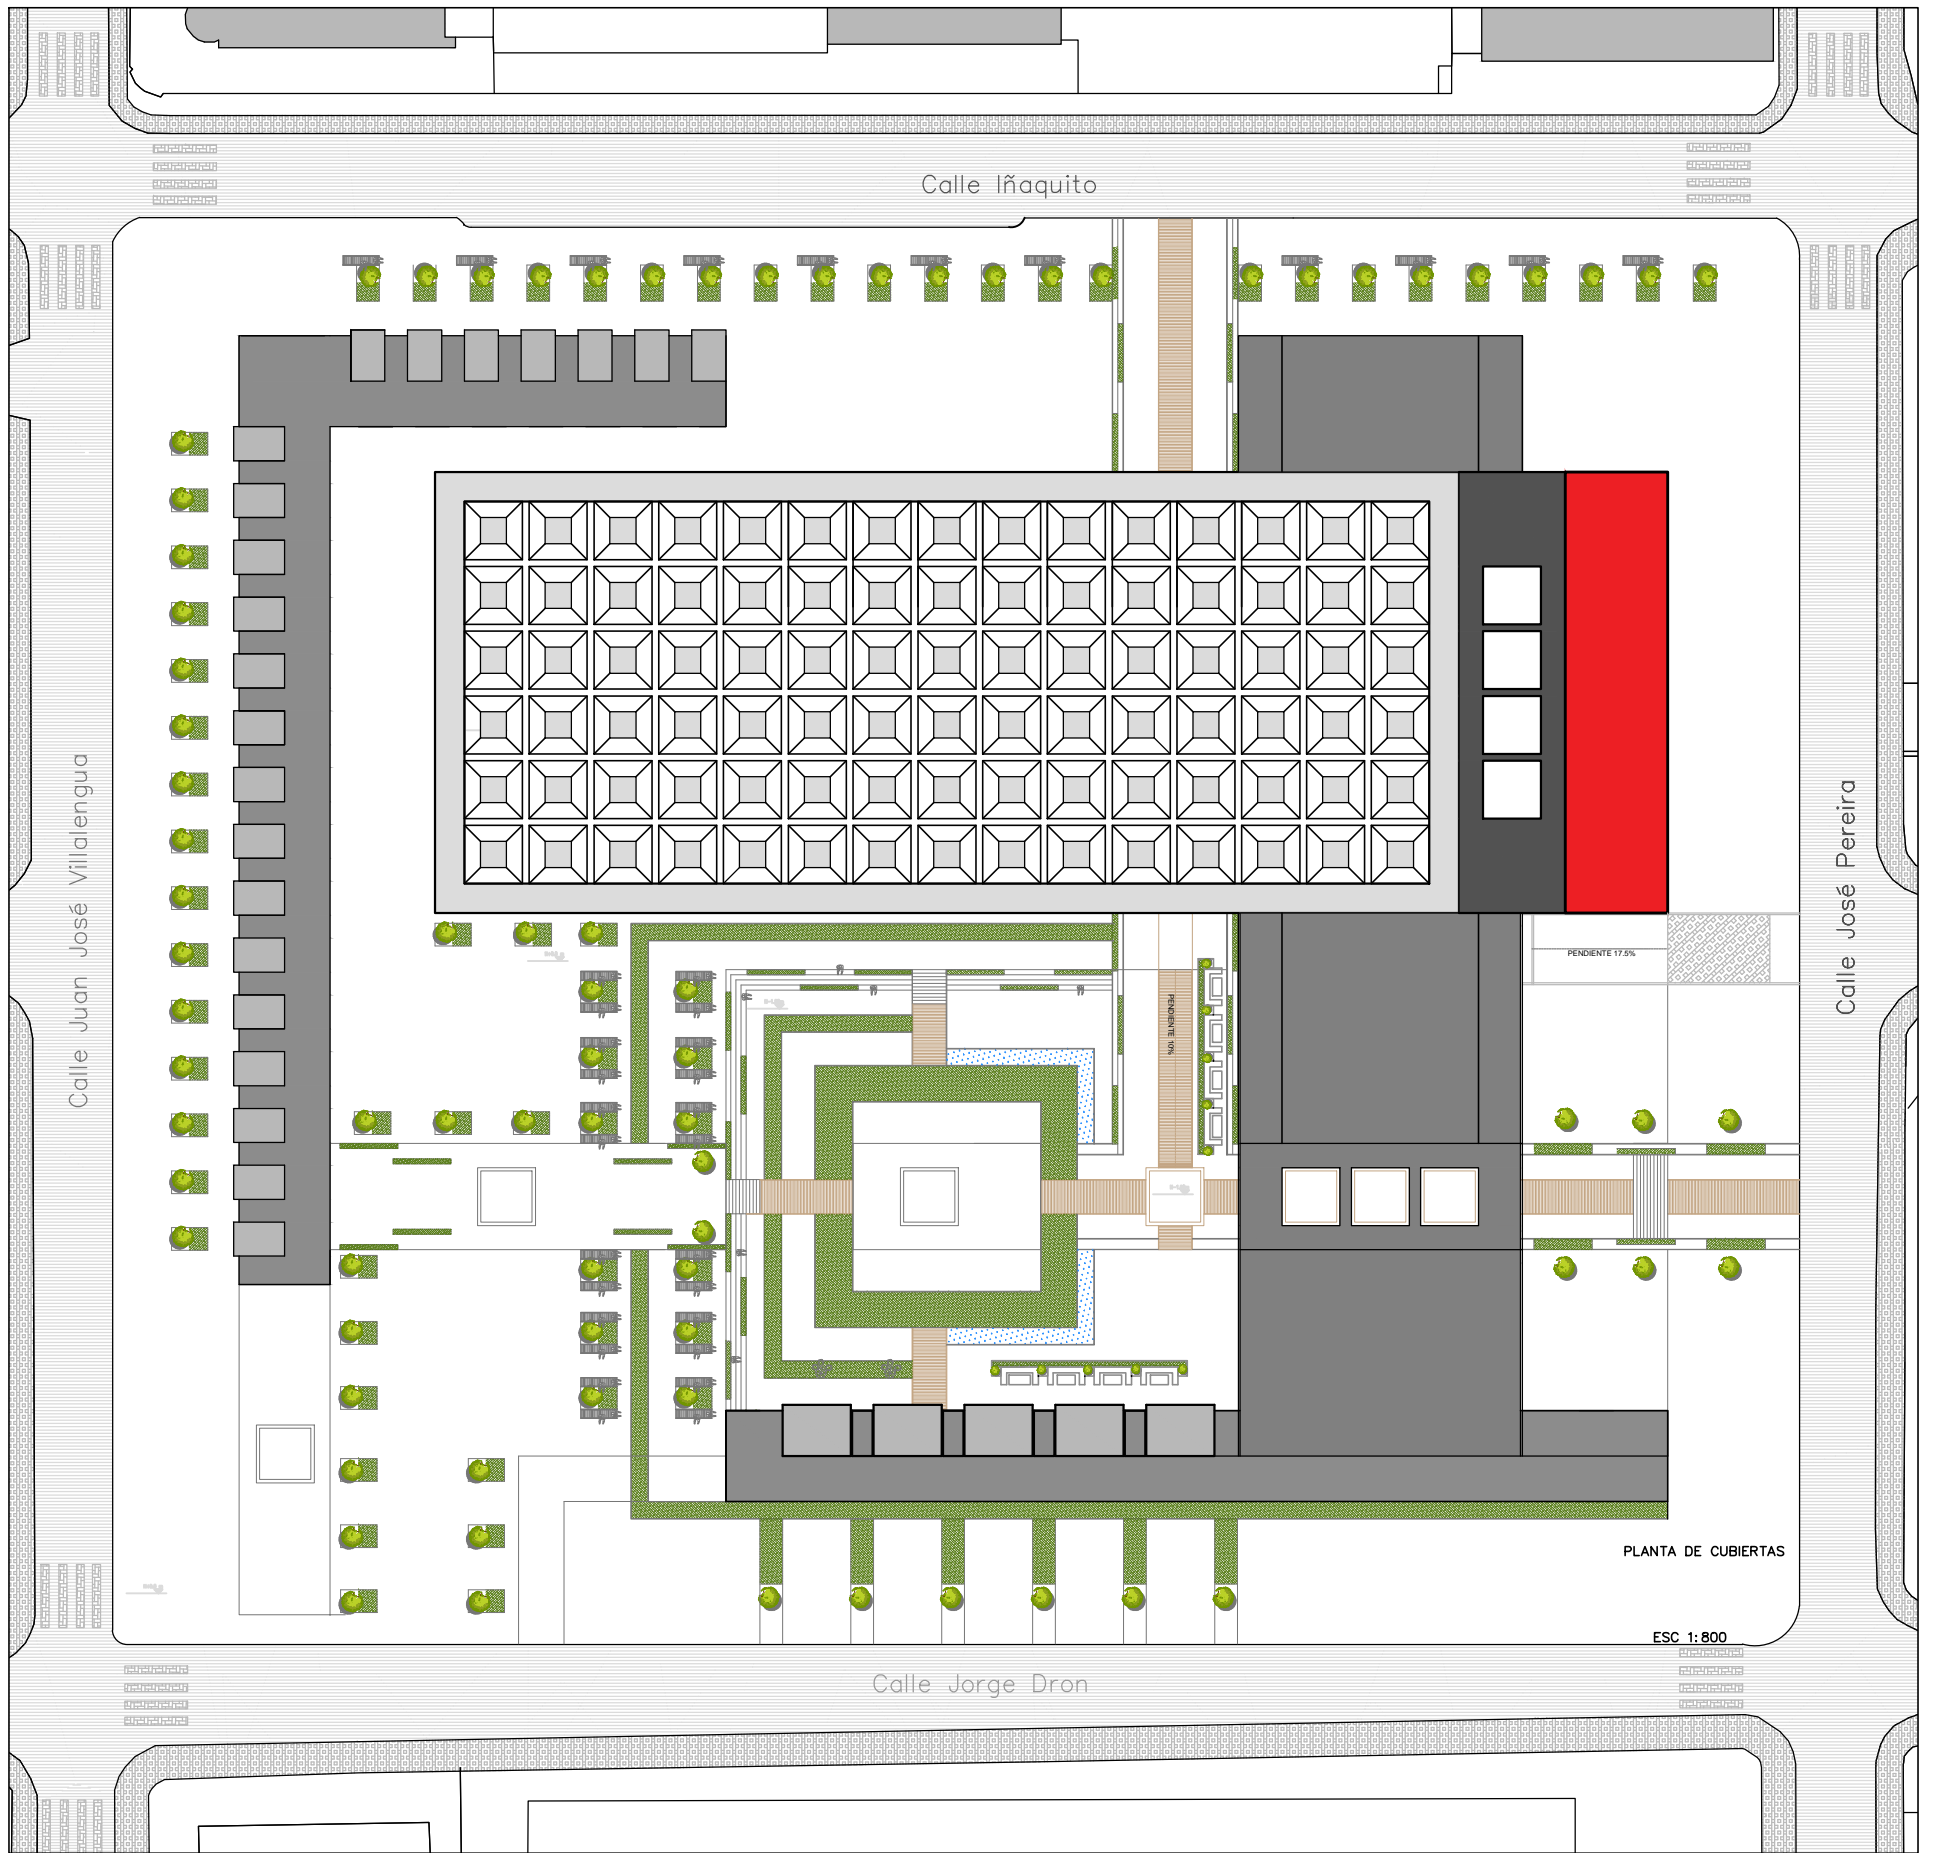 Calle Iñaquito
Calle Juan José Villalengua
Calle José Pereira
PENDIENTE 17.5%
PENDIENTE 10%
PLANTA DE CUBIERTAS
ESC 1:800
Calle Jorge Dron